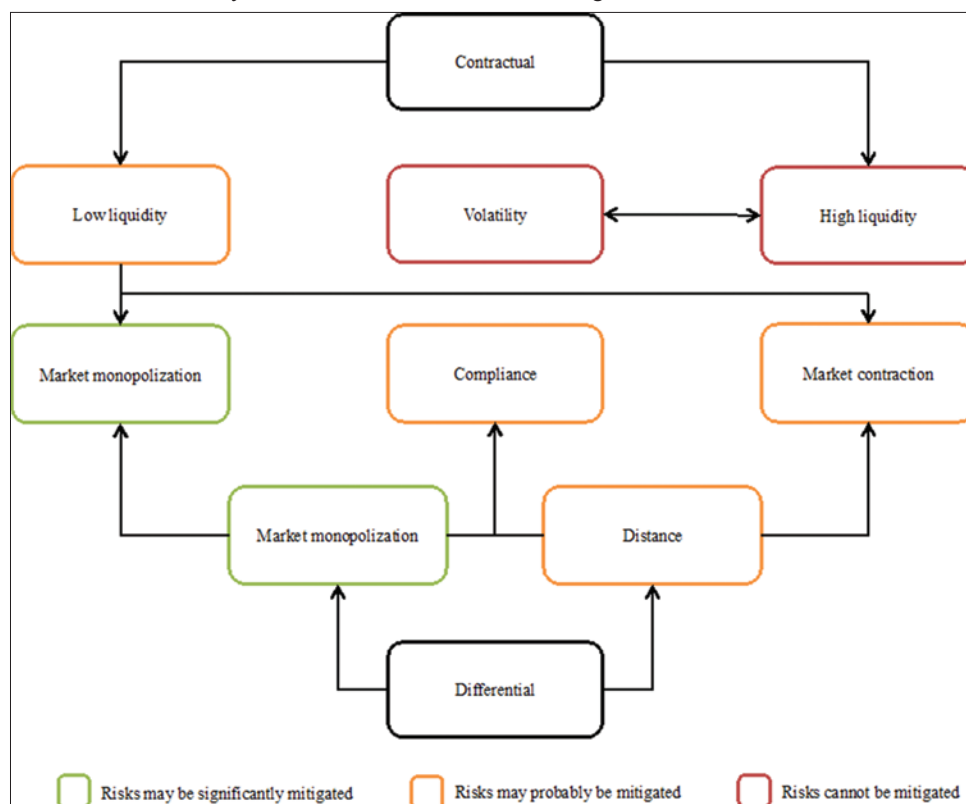 Contractual
Low liquidity
Volatility
High liquidity
Market monopolization
Compliance
Market contraction
Market monopolization
Distance
Differential
Risks may be significantly mitigated
Risks may probably be mitigated
Risks cannot be mitigated